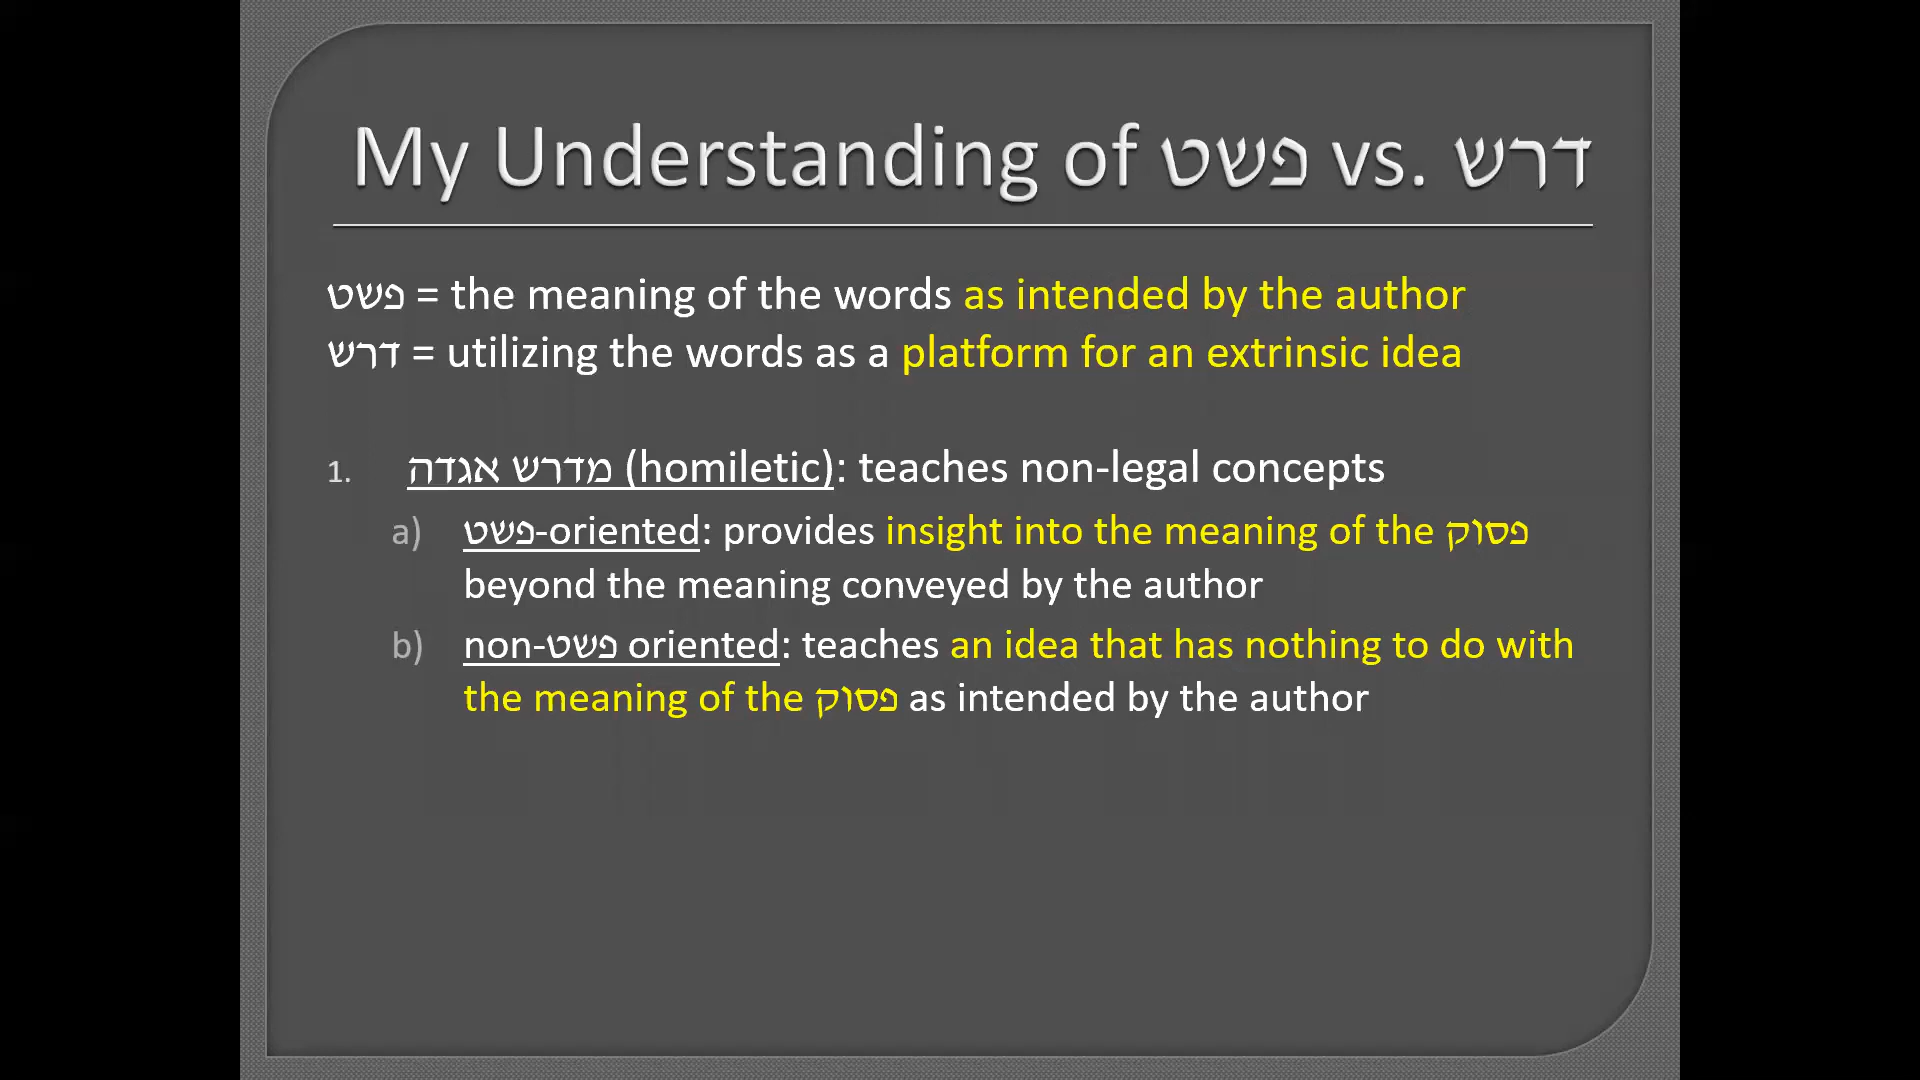 My Understanding of פשט vs. דרש
פשט = the meaning of the words as intended by the author
דרש = utilizing the words as a platform for an extrinsic idea
1. מדרש אגדה (homiletic): teaches non-legal concepts
a) פשט-oriented: provides insight into the meaning of the פסוק
beyond the meaning conveyed by the author
b) non-פשט oriented: teaches an idea that has nothing to do with
the meaning of the פסוק as intended by the author